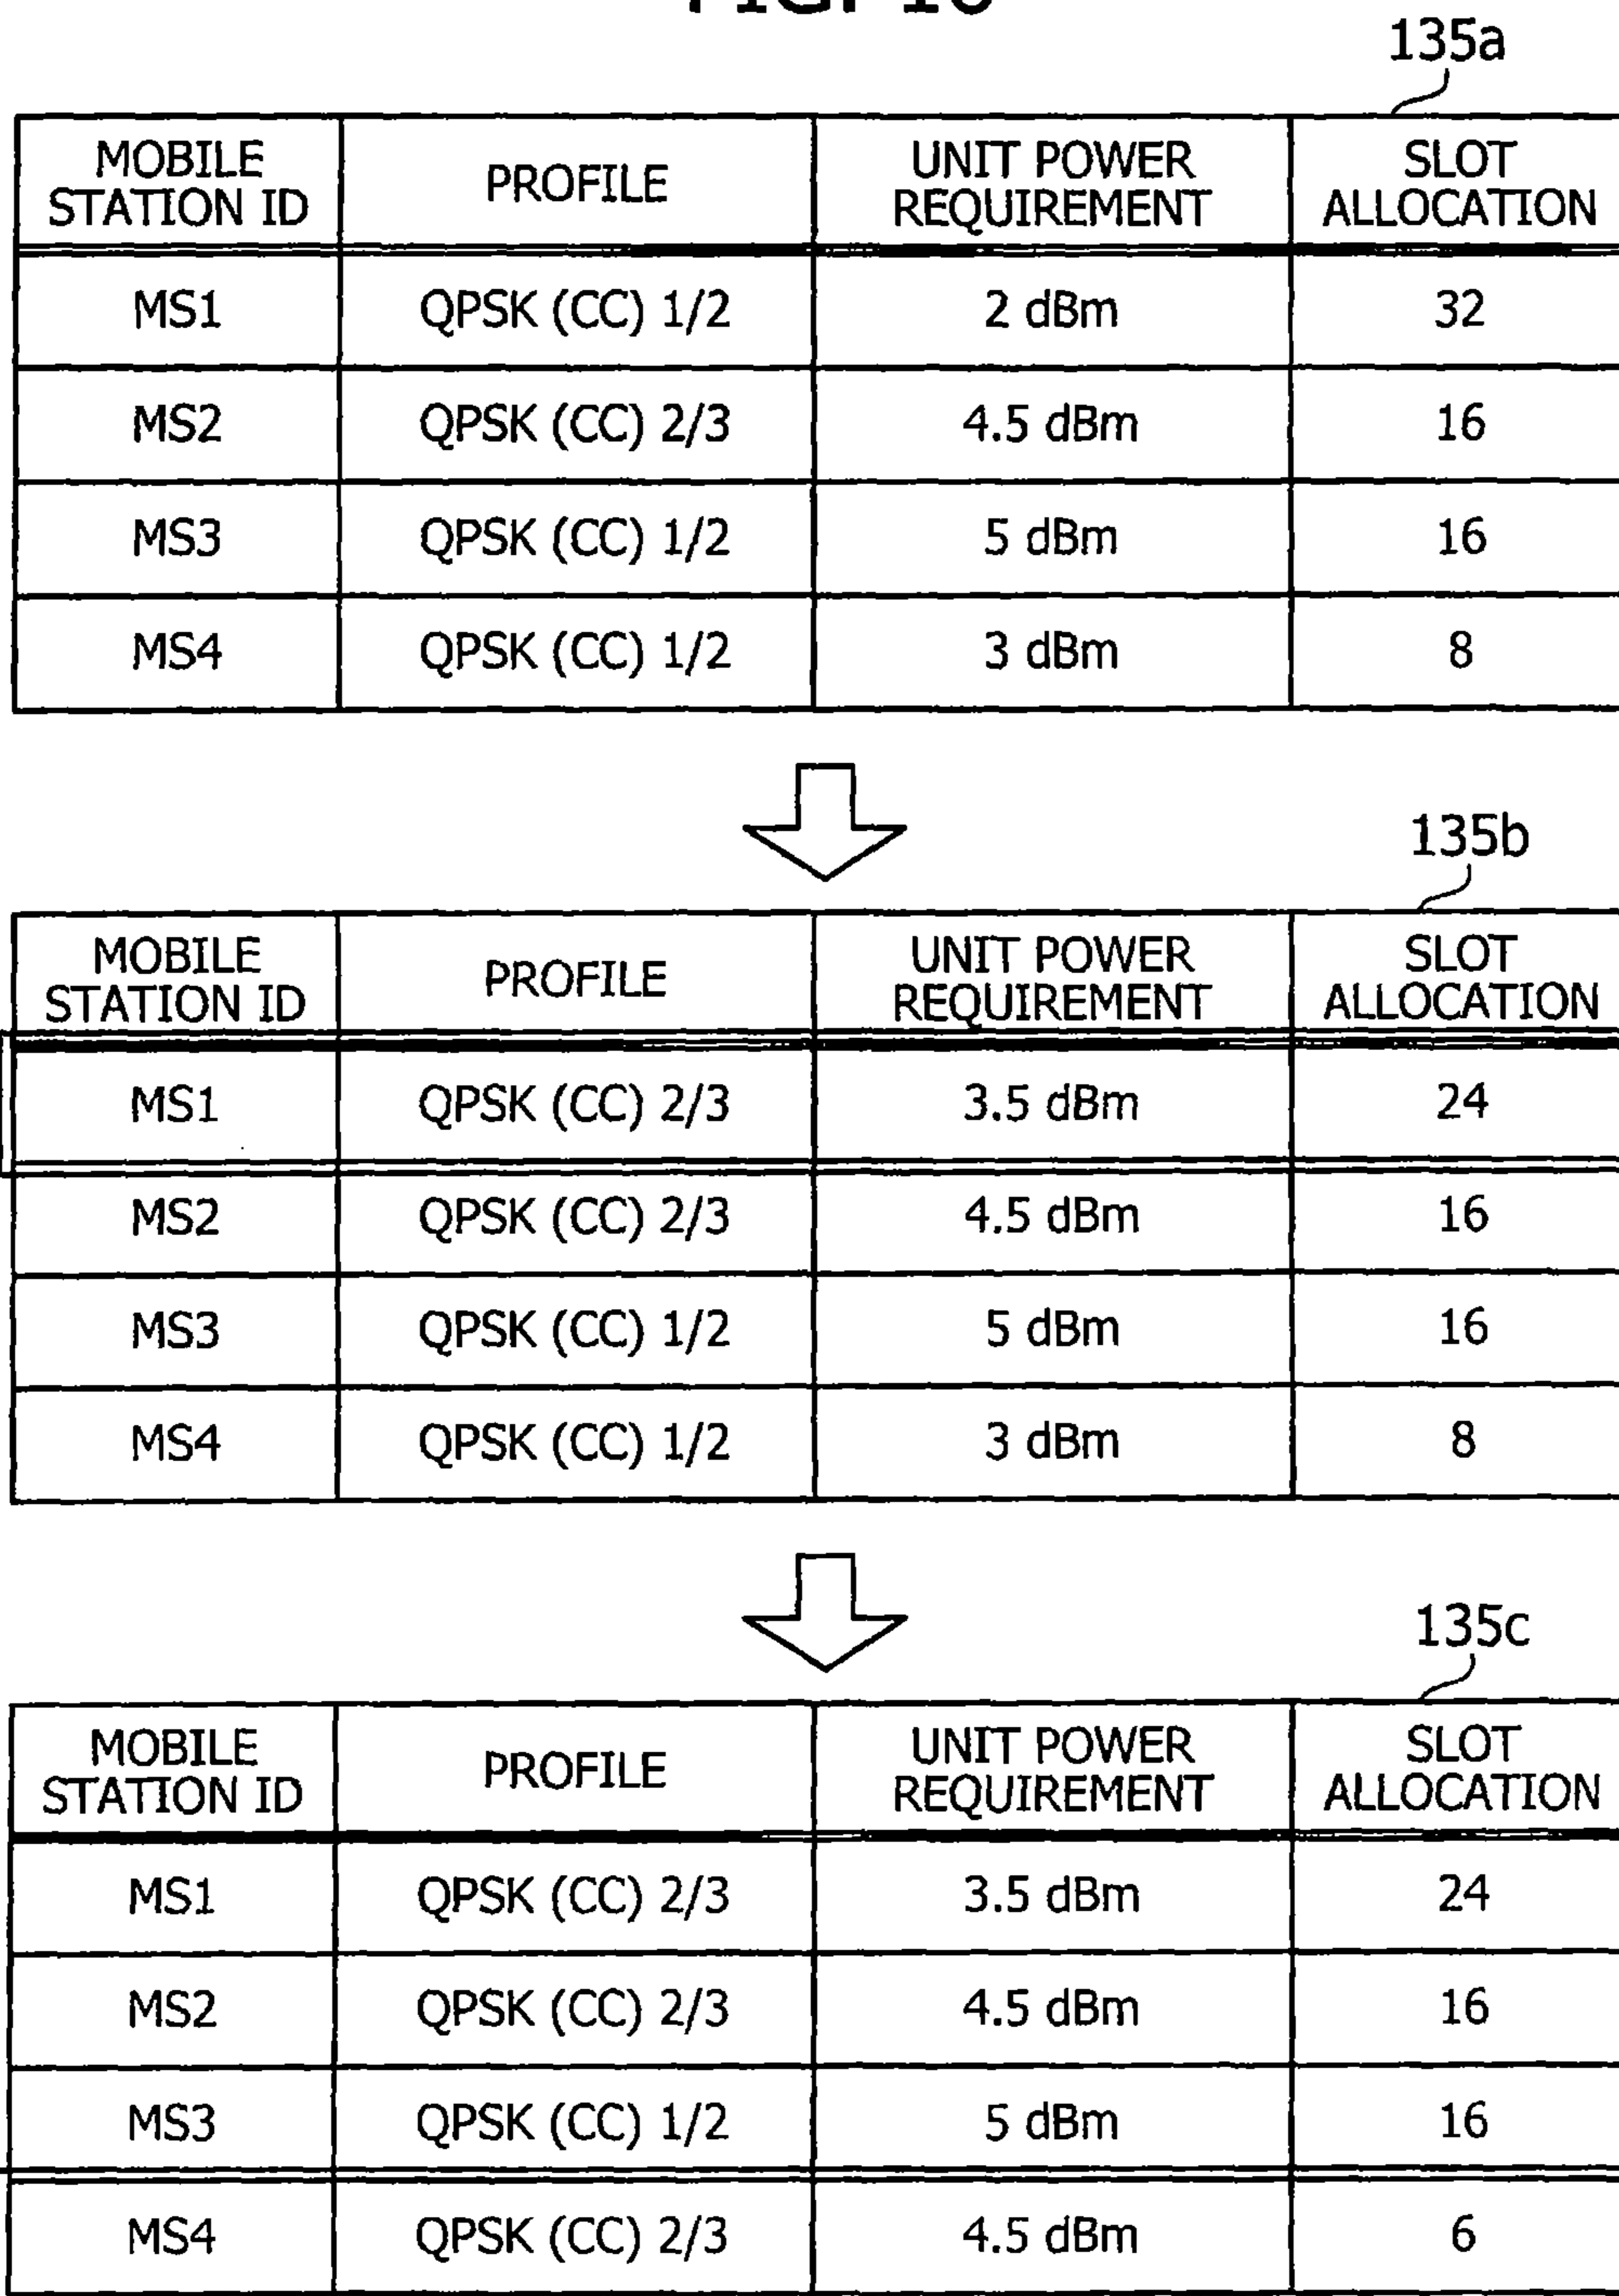 135a
MOBILE STATION ID PROFILE UNIT POWER REQUIREMENT SLOT ALLOCATION
MS1 QPSK (CC) 1/2 2 dBm 32
MS2 QPSK (CC) 2/3 4.5 dBm 16
MS3 QPSK (CC) 1/2 5 dBm 16
MS4 QPSK (CC) 1/2 3 dBm 8
135b
MOBILE STATION ID PROFILE UNIT POWER REQUIREMENT SLOT ALLOCATION
MS1 QPSK (CC) 2/3 3.5 dBm 24
MS2 QPSK (CC) 2/3 4.5 dBm 16
MS3 QPSK (CC) 1/2 5 dBm 16
MS4 QPSK (CC) 1/2 3 dBm 8
135c
MOBILE STATION ID PROFILE UNIT POWER REQUIREMENT SLOT ALLOCATION
MS1 QPSK (CC) 2/3 3.5 dBm 24
MS2 QPSK (CC) 2/3 4.5 dBm 16
MS3 QPSK (CC) 1/2 5 dBm 16
MS4 QPSK (CC) 2/3 4.5 dBm 6